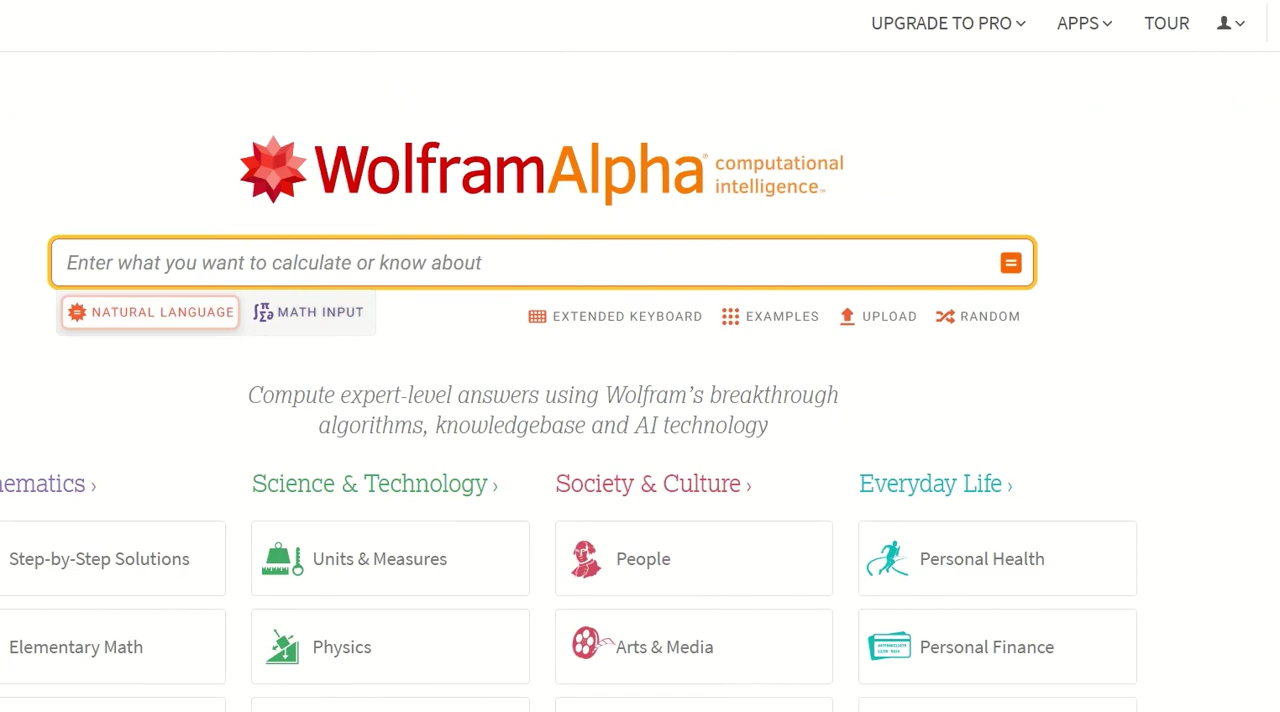 UPGRADE TO PRO APPS TOUR
WolframAlpha computational intelligence
Enter what you want to calculate or know about
NATURAL LANGUAGE MATH INPUT EXTENDED KEYBOARD EXAMPLES UPLOAD RANDOM
Compute expert-level answers using Wolfram's breakthrough
algorithms, knowledgebase and AI technology
ematics › Science & Technology › Society & Culture › Everyday Life ›
Step-by-Step Solutions Units & Measures People Personal Health
Elementary Math Physics Arts & Media Personal Finance